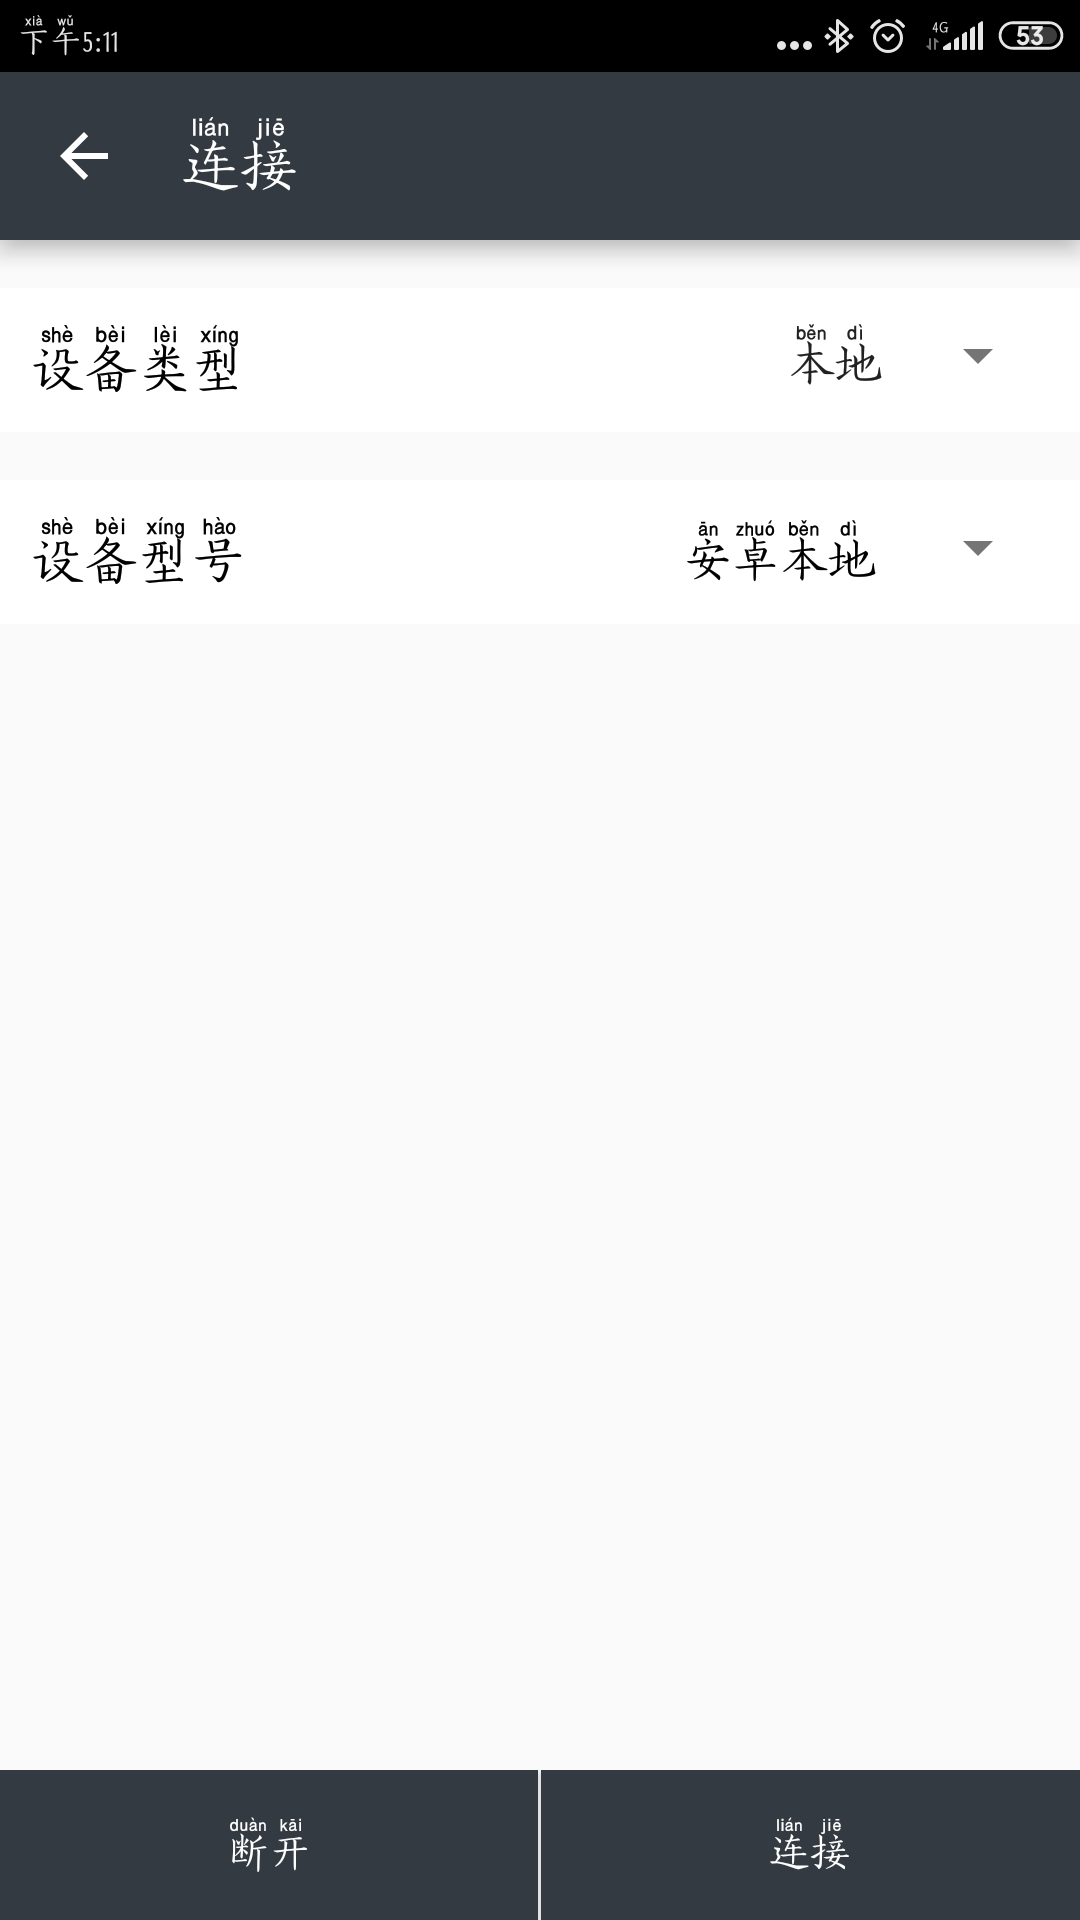 xià wǔ
下午5:11
4G
53
lián jiē
连接
shè bèi lèi xíng
设备类型
běn dì
本地
shè bèi xíng hào
设备型号
ān zhuó běn dì
安卓本地
duàn kāi
断开
lián jiē
连接